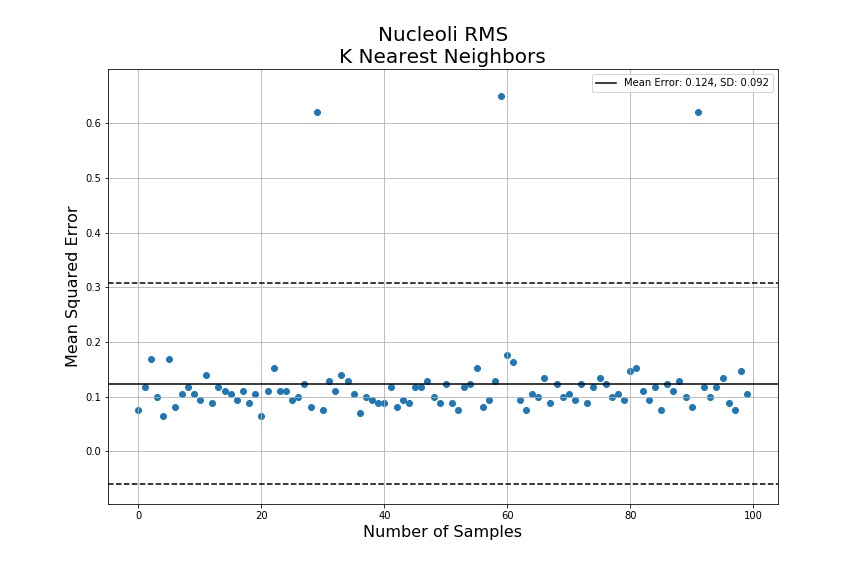 Nucleoli RMS
K Nearest Neighbors
Mean Error: 0.124, SD: 0.092
Mean Squared Error
0.6
0.5
0.4
0.3
0.2
0.1
0.0
0 20 40 60 80 100
Number of Samples